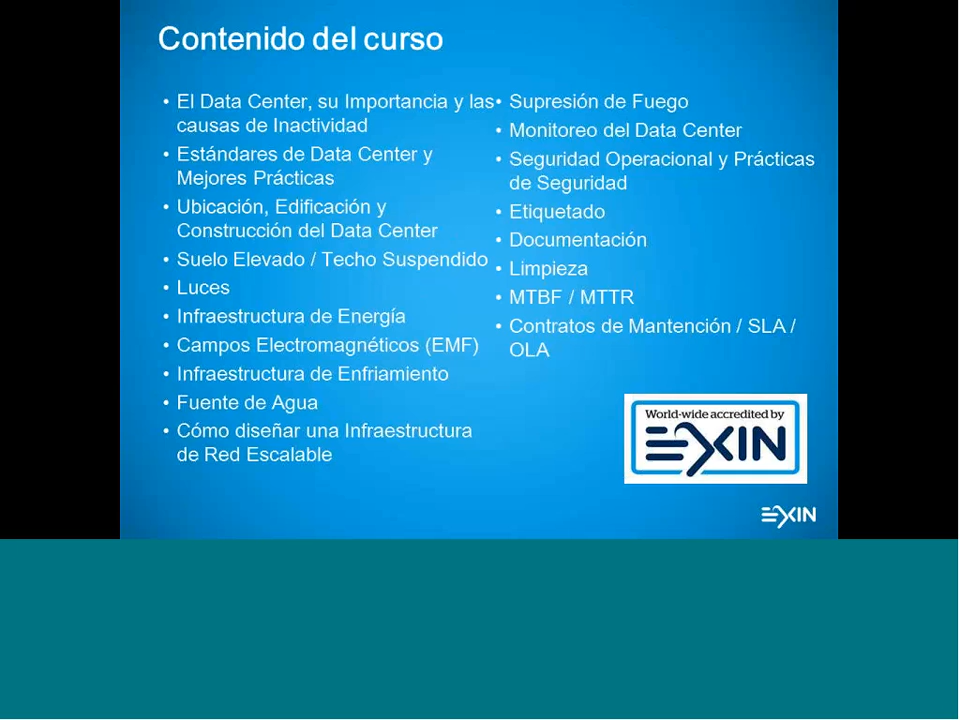 Contenido del curso
• El Data Center, su Importancia y las
causas de Inactividad
• Estándares de Data Center y
Mejores Prácticas
• Ubicación, Edificación y
Construcción del Data Center
• Suelo Elevado / Techo Suspendido
• Luces
• Infraestructura de Energía
• Campos Electromagnéticos (EMF)
• Infraestructura de Enfriamiento
• Fuente de Agua
• Cómo diseñar una Infraestructura
de Red Escalable
• Supresión de Fuego
• Monitoreo del Data Center
• Seguridad Operacional y Prácticas
de Seguridad
• Etiquetado
• Documentación
• Limpieza
• MTBF / MTTR
• Contratos de Mantención / SLA /
OLA
World-wide accredited by
EXIN
EXIN